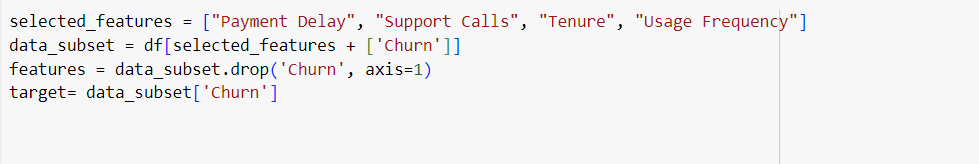 selected_features = ["Payment Delay", "Support Calls", "Tenure", "Usage Frequency"]
data_subset = df[selected_features + ['Churn']]
features = data_subset.drop('Churn', axis=1)
target= data_subset['Churn']